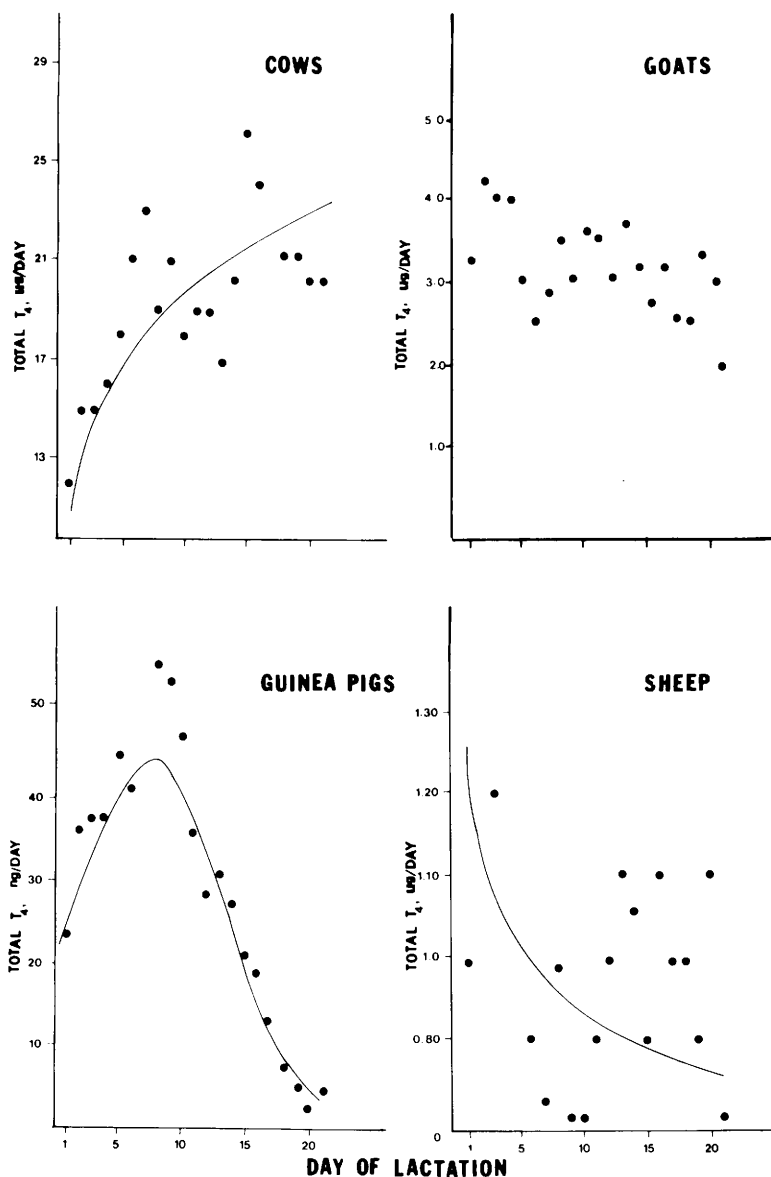 COWS
29
25
21
17
13
TOTAL T4, ug/DAY
GOATS
5.0
4.0
3.0
2.0
1.0
TOTAL T4, ug/DAY
GUINEA PIGS
50
40
30
20
10
TOTAL T4, ng/DAY
1 5 10 15 20
SHEEP
1.30
1.20
1.10
1.0
0.80
0
TOTAL T4, ug/DAY
1 5 10 15 20
DAY OF LACTATION